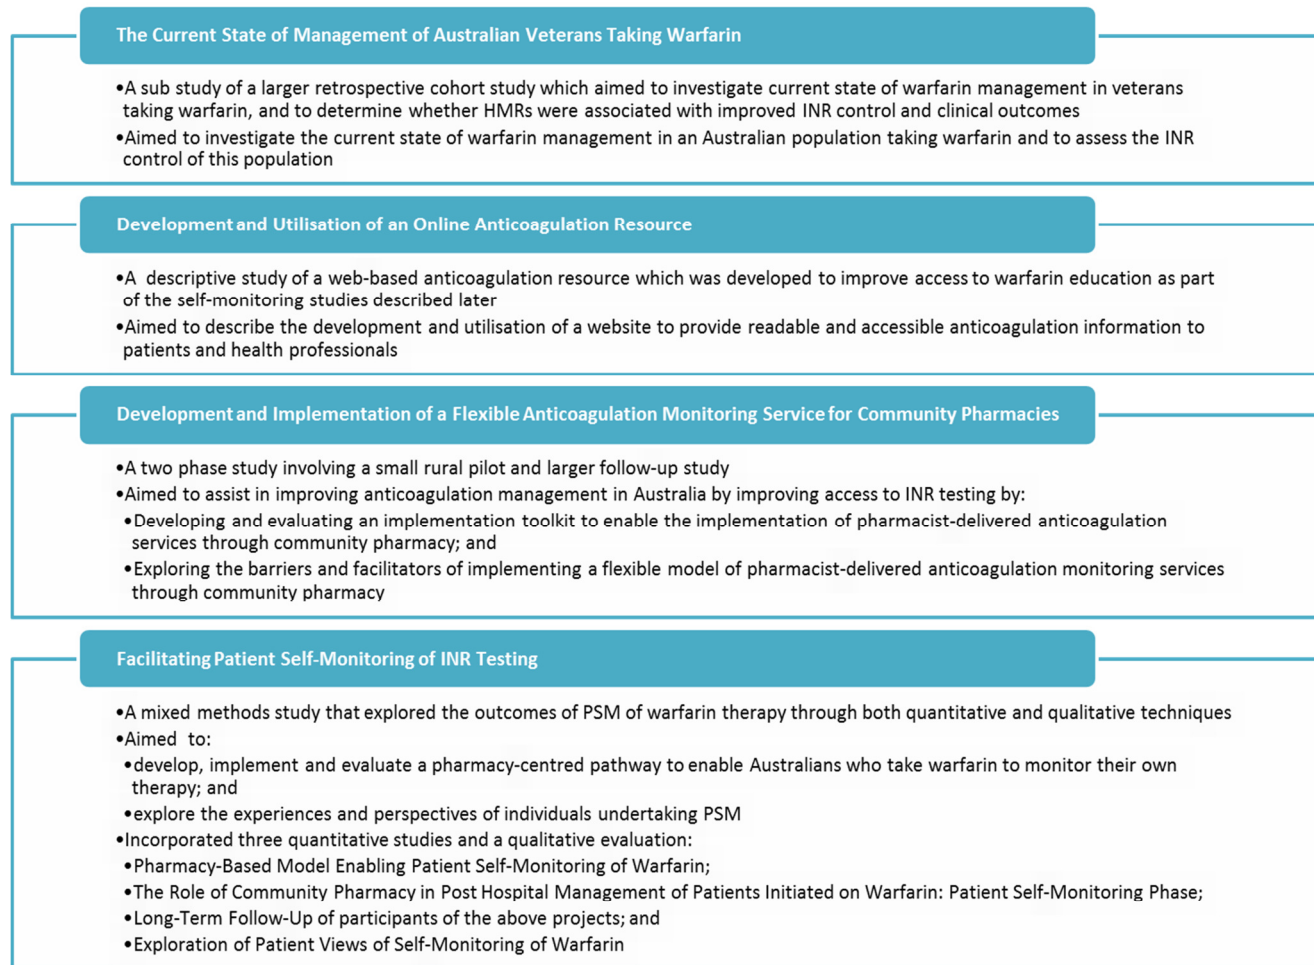 The Current State of Management of Australian Veterans Taking Warfarin
•A sub study of a larger retrospective cohort study which aimed to investigate current state of warfarin management in veterans
taking warfarin, and to determine whether HMRs were associated with improved INR control and clinical outcomes
•Aimed to investigate the current state of warfarin management in an Australian population taking warfarin and to assess the INR
control of this population
Development and Utilisation of an Online Anticoagulation Resource
•A descriptive study of a web-based anticoagulation resource which was developed to improve access to warfarin education as part
of the self-monitoring studies described later
•Aimed to describe the development and utilisation of a website to provide readable and accessible anticoagulation information to
patients and health professionals
Development and Implementation of a Flexible Anticoagulation Monitoring Service for Community Pharmacies
•A two phase study involving a small rural pilot and larger follow-up study
•Aimed to assist in improving anticoagulation management in Australia by improving access to INR testing by:
•Developing and evaluating an implementation toolkit to enable the implementation of pharmacist-delivered anticoagulation
services through community pharmacy; and
•Exploring the barriers and facilitators of implementing a flexible model of pharmacist-delivered anticoagulation monitoring services
through community pharmacy
Facilitating Patient Self-Monitoring of INR Testing
•A mixed methods study that explored the outcomes of PSM of warfarin therapy through both quantitative and qualitative techniques
•Aimed to:
•develop, implement and evaluate a pharmacy-centred pathway to enable Australians who take warfarin to monitor their own
therapy; and
•explore the experiences and perspectives of individuals undertaking PSM
•Incorporated three quantitative studies and a qualitative evaluation:
•Pharmacy-Based Model Enabling Patient Self-Monitoring of Warfarin;
•The Role of Community Pharmacy in Post Hospital Management of Patients Initiated on Warfarin: Patient Self-Monitoring Phase;
•Long-Term Follow-Up of participants of the above projects; and
•Exploration of Patient Views of Self-Monitoring of Warfarin